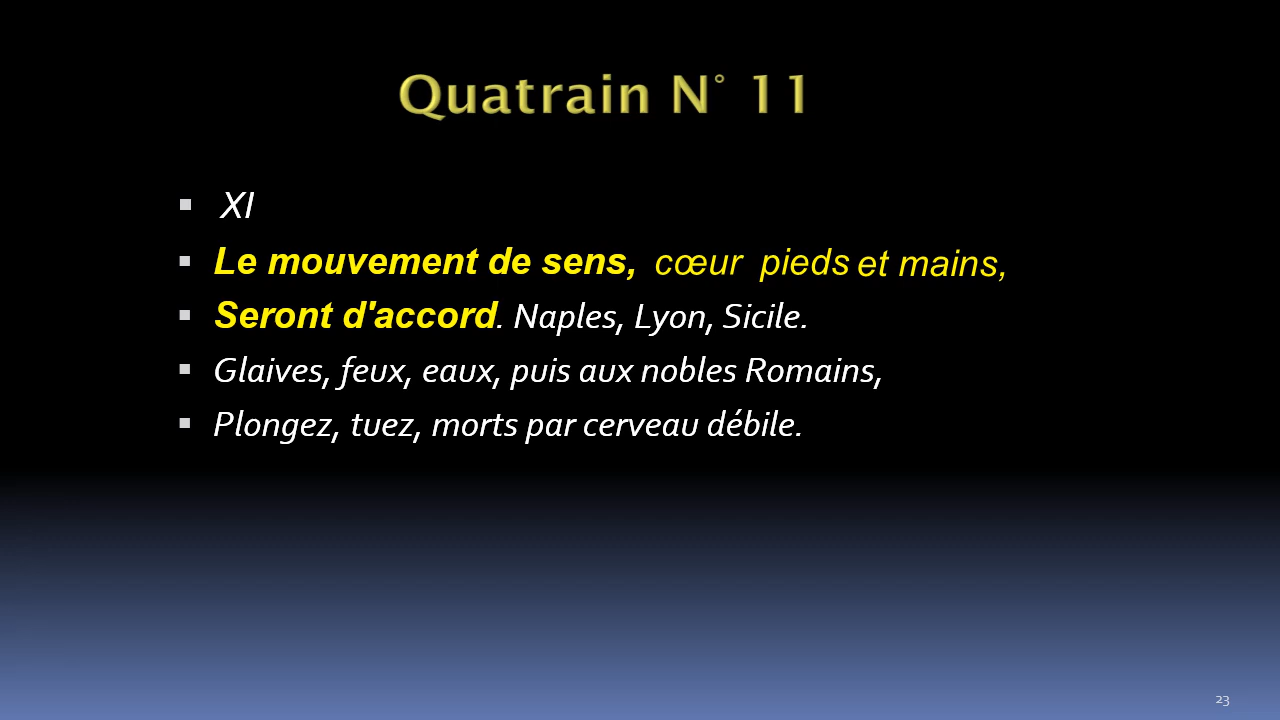 Quatrain N° 11
XI
Le mouvement de sens, cœur pieds et mains,
Seront d'accord. Naples, Lyon, Sicile.
Glaives, feux, eaux, puis aux nobles Romains,
Plongez, tuez, morts par cerveau débile.
23